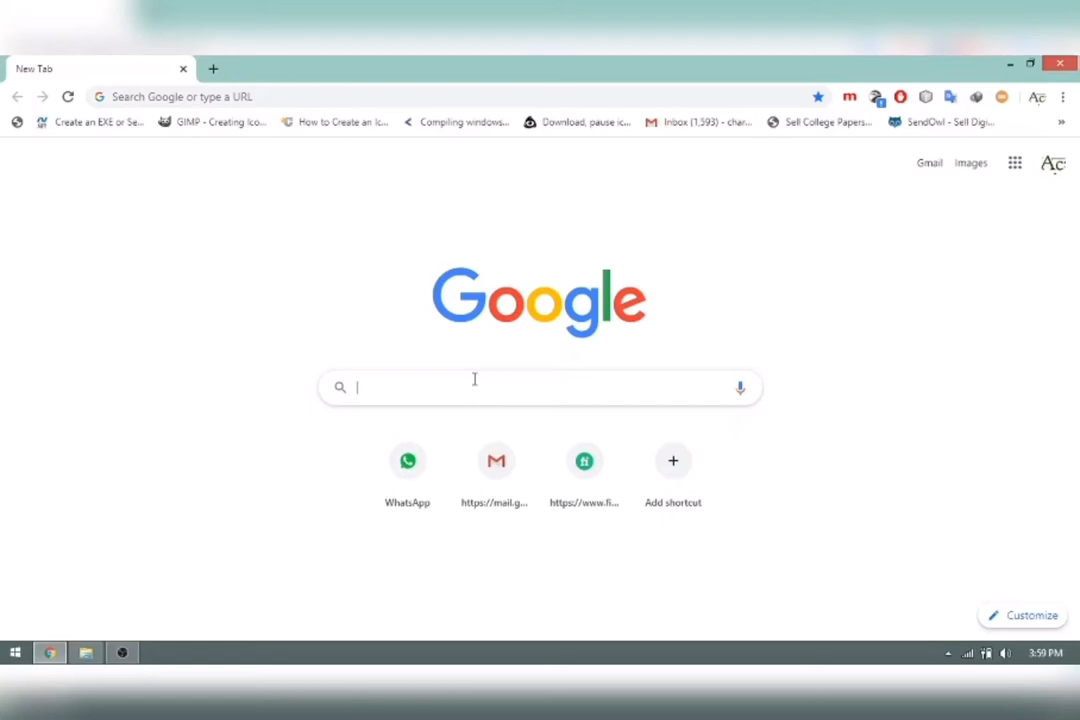 New Tab
Search Google or type a URL
Create an EXE or Se...
GIMP - Creating Ico...
How to Create an Ic...
Compiling windows...
Download, pause ic...
Inbox (1,593) - char...
Sell College Papers...
SendOwl - Sell Digi...
»
Gmail
Images
Ac
Google
WhatsApp
https://mail.g...
https://www.fi...
Add shortcut
Customize
3:59 PM